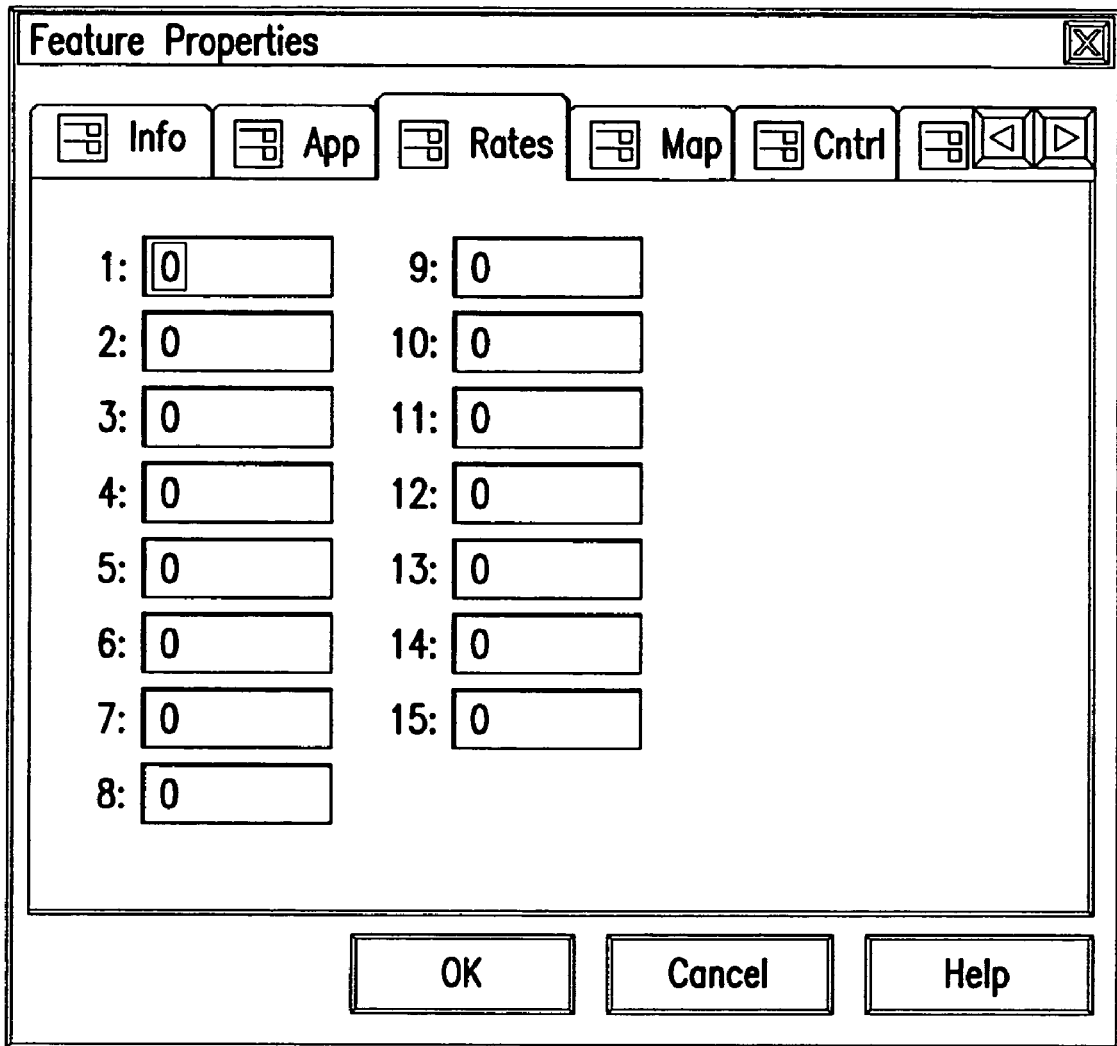 Feature Properties
Info App Rates Map Cntrl
1: 0 9: 0
2: 0 10: 0
3: 0 11: 0
4: 0 12: 0
5: 0 13: 0
6: 0 14: 0
7: 0 15: 0
8: 0
OK Cancel Help